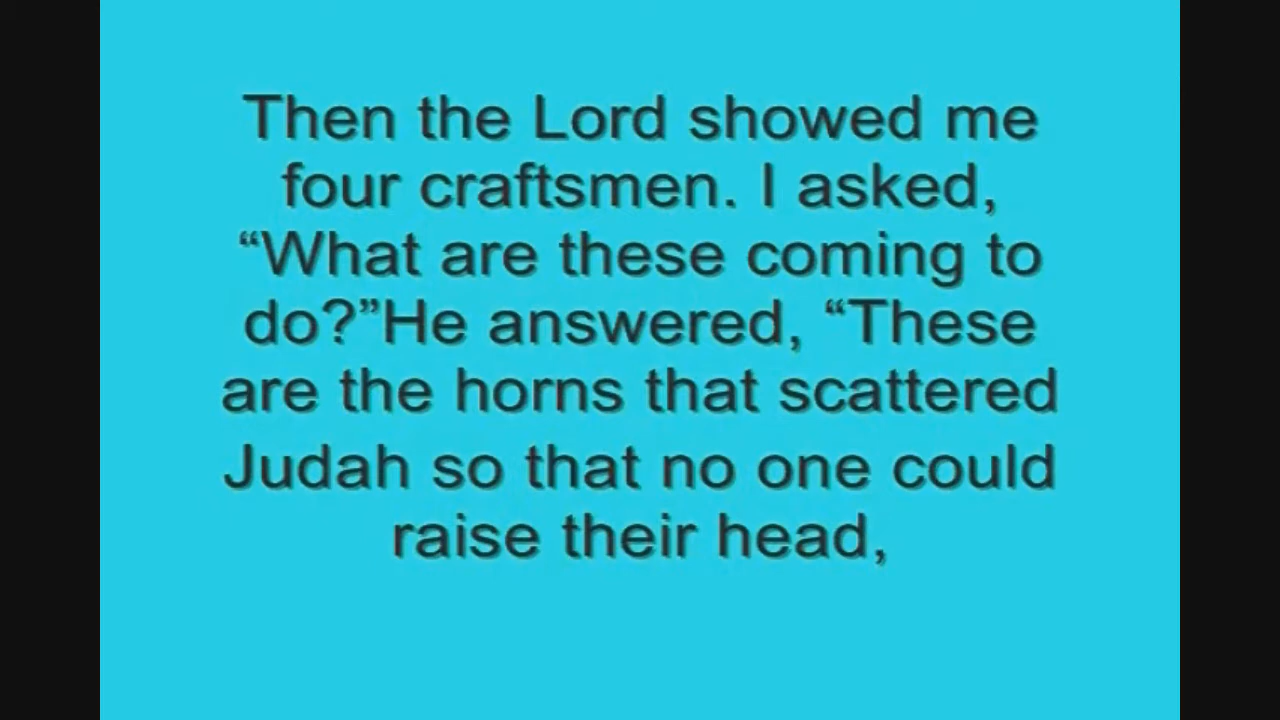 Then the Lord showed me
four craftsmen. I asked,
“What are these coming to
do?”He answered, “These
are the horns that scattered
Judah so that no one could
raise their head,